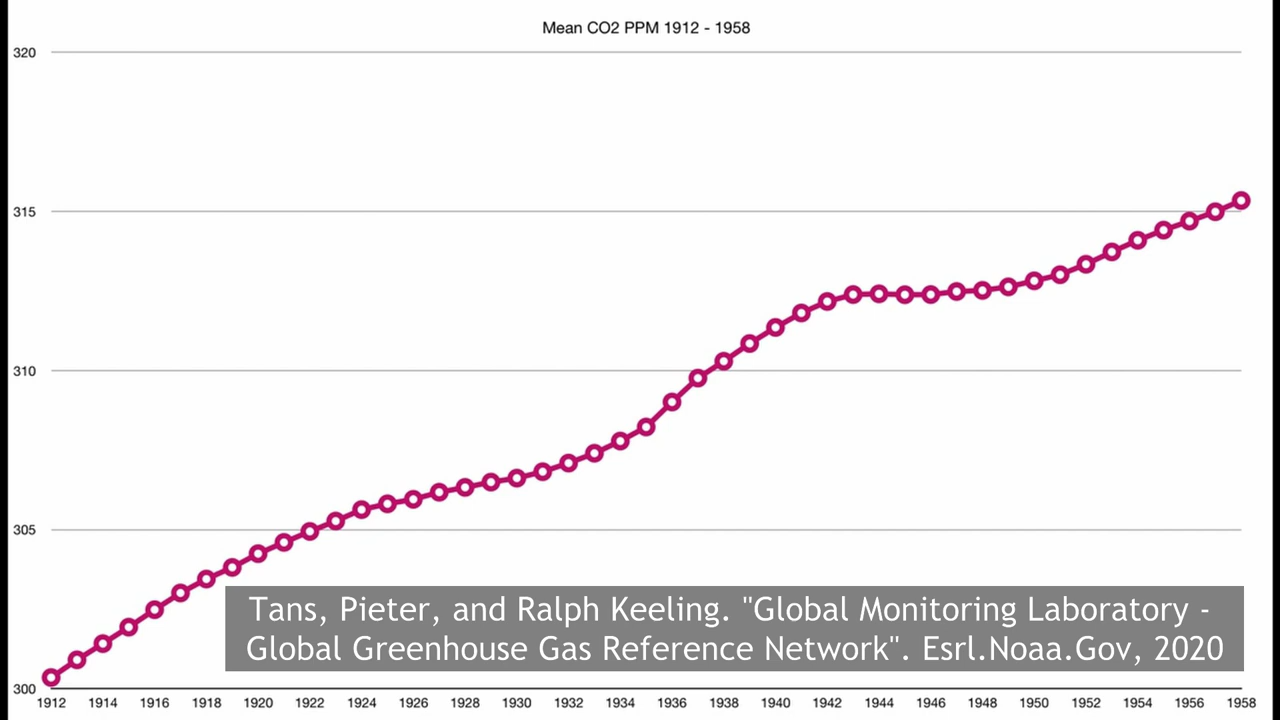 Mean CO2 PPM 1912 - 1958
320
315
310
305
300
Tans, Pieter, and Ralph Keeling. "Global Monitoring Laboratory -
Global Greenhouse Gas Reference Network". Esrl.Noaa.Gov, 2020
1912 1914 1916 1918 1920 1922 1924 1926 1928 1930 1932 1934 1936 1938 1940 1942 1944 1946 1948 1950 1952 1954 1956 1958